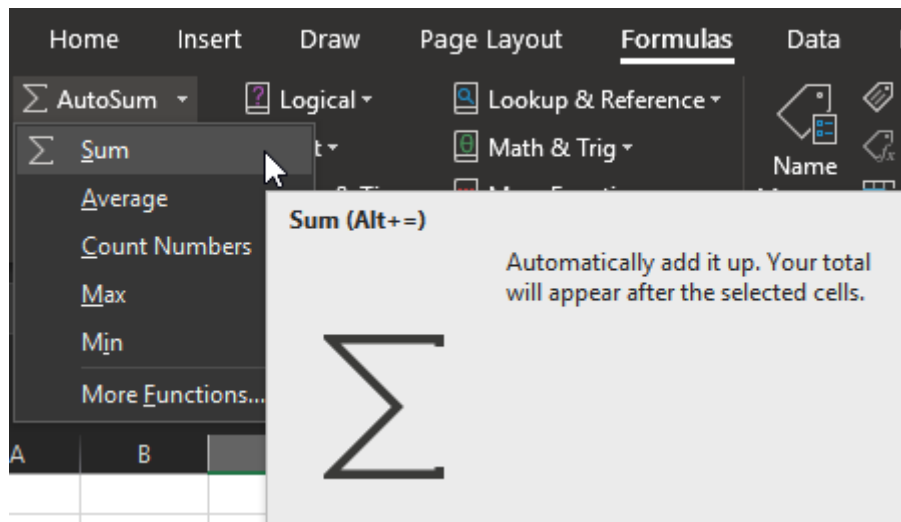 Home Insert Draw Page Layout Formulas Data
∑ AutoSum Logical Lookup & Reference
∑ Sum Math & Trig Name
Average
Sum (Alt+=)
Count Numbers
Automatically add it up. Your total
will appear after the selected cells.
Max
Min
More Functions...
A B